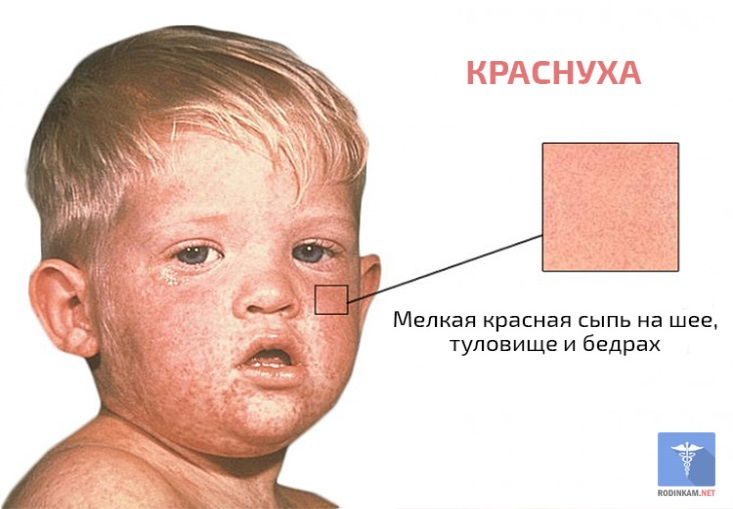 КРАСНУХА
Мелкая красная сыпь на шее,
туловище и бедрах
RODINKAM.NET